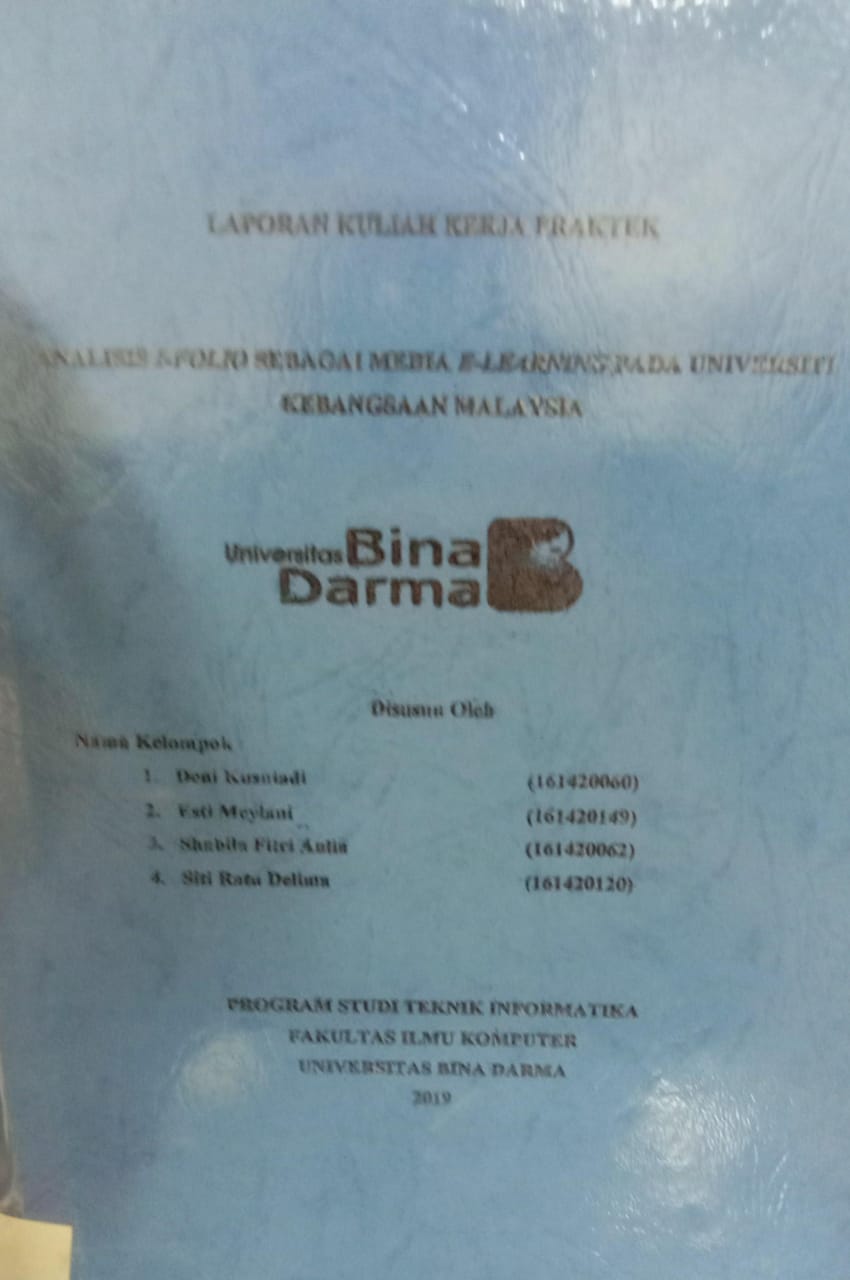 LAPORAN KULIAH KERJA PRAKTEK
ANALISIS I-FOLIO SEBAGAI MEDIA E-LEARNING PADA UNIVERSITI
KEBANGSAAN MALAYSIA
Universitas Bina
Darma
Disusun Oleh
Nama Kelompok :
1. Deni Kusniadi (161420060)
2. Esti Meylani (161420149)
3. Shabila Fitri Aulia (161420062)
4. Siti Ratu Delima (161420120)
PROGRAM STUDI TEKNIK INFORMATIKA
FAKULTAS ILMU KOMPUTER
UNIVERSITAS BINA DARMA
2019